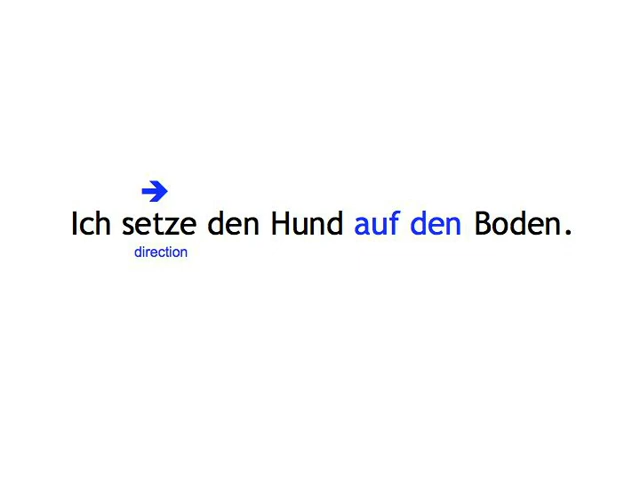 ➔
Ich setze den Hund auf den Boden.
direction